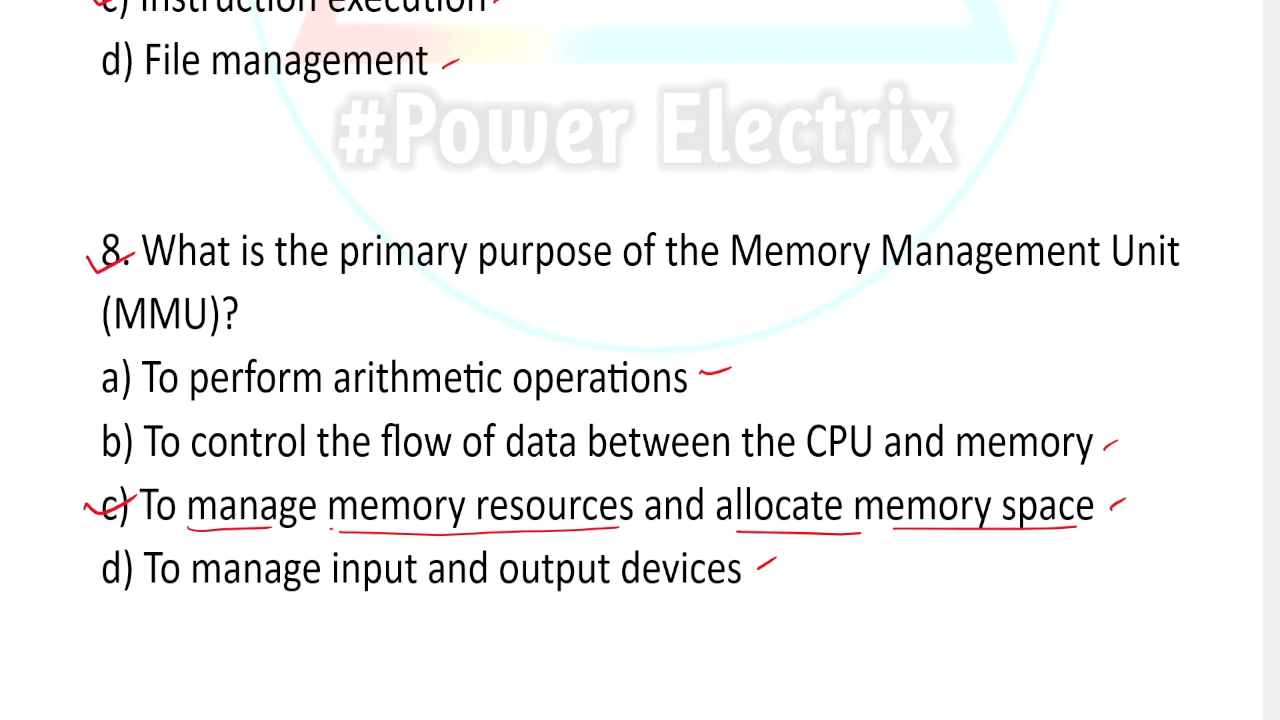 c) Instruction execution
d) File management
#Power Electrix
8. What is the primary purpose of the Memory Management Unit
(MMU)?
a) To perform arithmetic operations
b) To control the flow of data between the CPU and memory
c) To manage memory resources and allocate memory space
d) To manage input and output devices